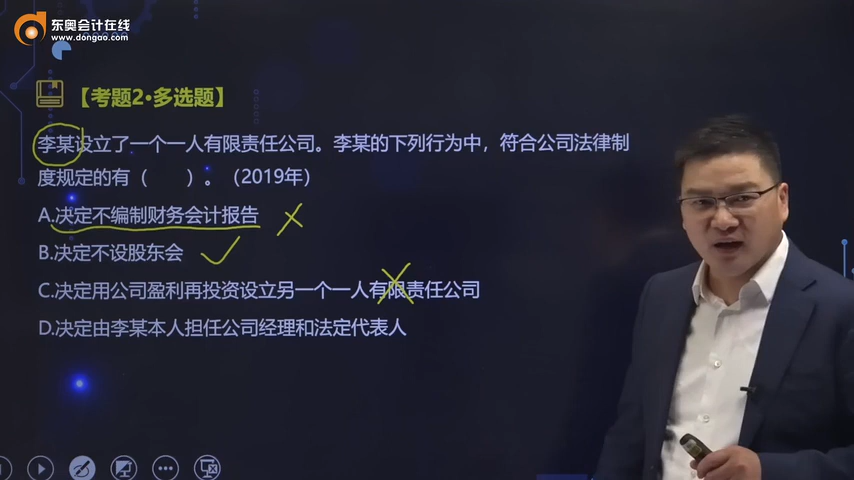 东奥会计在线
www.dongao.com
【考题2·多选题】
李某设立了一个一人有限责任公司。李某的下列行为中，符合公司法律制
度规定的有（　　）。（2019年）
A.决定不编制财务会计报告
B.决定不设股东会
C.决定用公司盈利再投资设立另一个一人有限责任公司
D.决定由李某本人担任公司经理和法定代表人